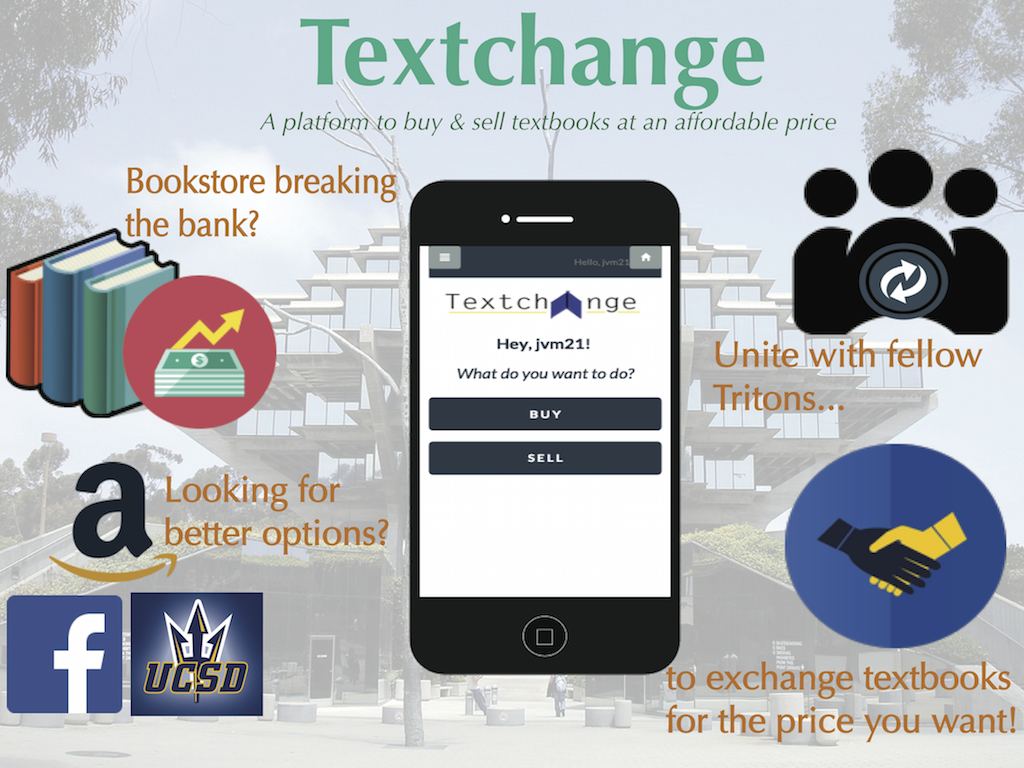 Textchange
A platform to buy & sell textbooks at an affordable price
Bookstore breaking
the bank?
Looking for
better options?
a
f
UCSD
Hello, jvm21
Textch nge
Hey, jvm21!
What do you want to do?
BUY
SELL
Unite with fellow
Tritons...
to exchange textbooks
for the price you want!